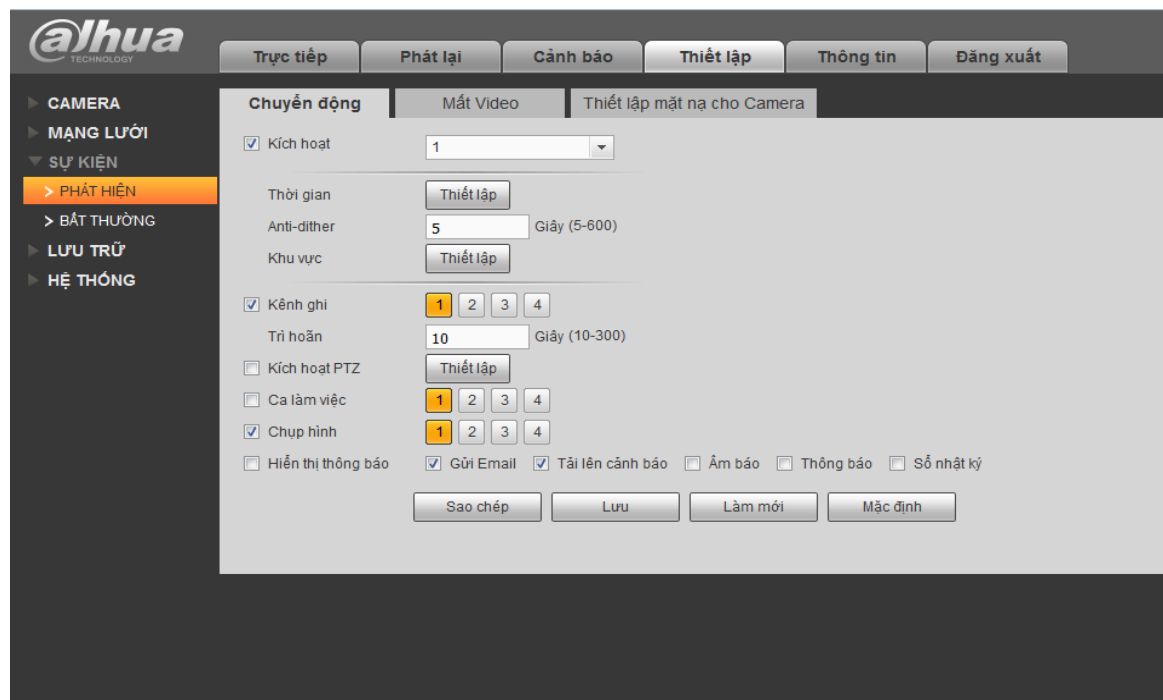 alhua
TECHNOLOGY
Trực tiếp Phát lại Cảnh báo Thiết lập Thông tin Đăng xuất
CAMERA
MẠNG LƯỚI
SỰ KIỆN
PHÁT HIỆN
BẤT THƯỜNG
LƯU TRỮ
HỆ THỐNG
Chuyển động Mất Video Thiết lập mặt nạ cho Camera
Kích hoạt 1
Thời gian Thiết lập
Anti-dither 5 Giây (5-600)
Khu vực Thiết lập
Kênh ghi 1 2 3 4
Trì hoãn 10 Giây (10-300)
Kích hoạt PTZ Thiết lập
Ca làm việc 1 2 3 4
Chụp hình 1 2 3 4
Hiển thị thông báo Gửi Email Tải lên cảnh báo Âm báo Thông báo Sổ nhật ký
Sao chép Lưu Làm mới Mặc định